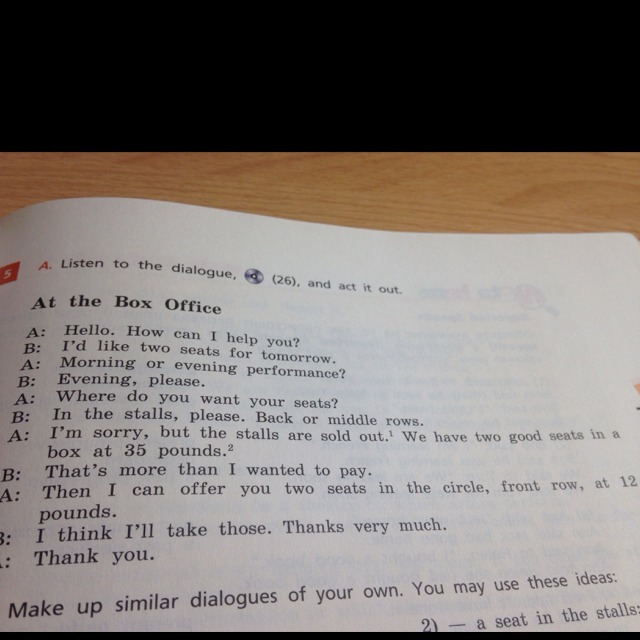 5
A. Listen to the dialogue, (26), and act it out.
At the Box Office
A: Hello. How can I help you?
B: I'd like two seats for tomorrow.
A: Morning or evening performance?
B: Evening, please.
A: Where do you want your seats?
B: In the stalls, please. Back or middle rows.
A: I'm sorry, but the stalls are sold out.¹ We have two good seats in a
box at 35 pounds.²
B: That's more than I wanted to pay.
A: Then I can offer you two seats in the circle, front row, at 12
pounds.
B: I think I'll take those. Thanks very much.
: Thank you.
Make up similar dialogues of your own. You may use these ideas:
2) — a seat in the stalls: